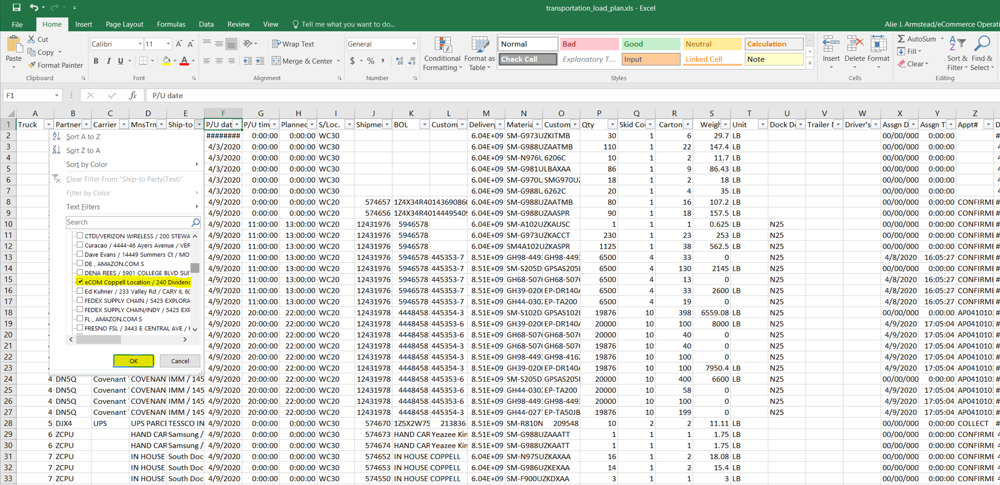 transportation_load_plan.xls - Excel
File Home Insert Page Layout Formulas Data Review View Tell me what you want to do...
Alie J. Armstead/eCommerce Operati
Paste Cut Copy Format Painter Clipboard
Calibri 11 B I U Font
Wrap Text Merge & Center Alignment
General $ % , Number
Conditional Formatting Format as Table
Normal Bad Good Neutral Calculation
Check Cell Explanatory T... Input Linked Cell Note
Styles
Insert Delete Format Cells
AutoSum Fill Clear Sort & Filter Find & Select Editing
F1 fx P/U date
A B C D E F G H I J K L M N O P Q R S T U V W X Y Z
1 Truck Partner Carrier MnsTrn Ship-to P/U dat P/U tim Planned S/Loc. Shipmen BOL Custom Delivery Materia Custom Qty Skid Cou Carton Weigh Unit Dock Do Trailer N Driver's Assgn D Assgn T Appt# D
Sort A to Z
Sort Z to A
Sort by Color
Clear Filter From "Ship-to Party(Text)"
Filter by Color
Text Filters
Search
CTDI/VERIZON WIRELESS / 200 STEWA
Curacao / 4444-46 Ayers Avenue / VER
Dave Evans / 14449 Summers Ct / MO
DE , AMAZON.COM S
DENA REES / 5901 COLLEGE BLVD SUI
eCOM Coppell Location / 240 Dividend
Ed Kuhner / 233 Valley Rd / CARY IL 60
FEDEX SUPPLY CHAIN / 5425 EXPLORA
FEDEX SUPPLY CHAIN/INDY / 5425 EXP
FL , AMAZON.COM S
FRESNO FSL / 3443 E CENTRAL AVE / F
OK Cancel
2 ######## 0:00:00 0:00:00 WC30 6.04E+09 SM-G973UZKITMB 30 1 6 29.7 LB 00/00/000 0:00:00 #
3 4/3/2020 0:00:00 0:00:00 WC30 6.04E+09 SM-G988UZAATMB 110 1 22 147.4 LB 00/00/000 0:00:00 4
4 4/3/2020 0:00:00 0:00:00 WC30 6.04E+09 SM-N976U 6206C 10 1 2 11.7 LB 00/00/000 0:00:00 4
5 4/3/2020 0:00:00 0:00:00 WC30 6.04E+09 SM-G981ULBAXAA 86 1 9 86.43 LB 00/00/000 0:00:00 4
6 4/3/2020 0:00:00 0:00:00 WC30 6.04E+09 SM-G970U SMG970UZ 18 1 2 18 LB 00/00/000 0:00:00 4
7 4/3/2020 0:00:00 0:00:00 WC30 6.04E+09 SM-G988U 6262C 20 1 4 35 LB 00/00/000 0:00:00 4
8 4/9/2020 0:00:00 0:00:00 WC20 574657 1Z4X34R40143690860 6.04E+09 SM-G988UZAATMB 80 1 16 107.2 LB 00/00/000 0:00:00 CONFIRME #
9 4/9/2020 0:00:00 0:00:00 WC20 574656 1Z4X34R40144495409 6.04E+09 SM-G988UZAASPR 90 1 18 157.5 LB 00/00/000 0:00:00 CONFIRME #
10 4/9/2020 11:00:00 13:00:00 WC20 12431976 5946578 6.04E+09 SM-A102UZKAUSC 1 1 1 0.625 LB N25 00/00/000 0:00:00 CONFIRME #
11 4/9/2020 11:00:00 13:00:00 WC20 12431976 5946578 6.04E+09 SM-G973UZKACCT 230 1 23 253 LB N25 00/00/000 0:00:00 CONFIRME #
12 4/9/2020 11:00:00 13:00:00 WC20 12431976 5946578 6.04E+09 SM4A102UZKASPR 1125 1 38 562.5 LB N25 00/00/000 0:00:00 CONFIRME #
13 4/9/2020 11:00:00 13:00:00 WC20 12431976 5946578 445353-7 8.51E+09 GH98-449 GH98-449 6500 4 33 0 N25 4/8/2020 16:05:27 CONFIRME #
14 4/9/2020 11:00:00 13:00:00 WC20 12431976 5946578 445353-7 8.51E+09 SM-S205D GPSAS205 6500 4 130 2145 LB N25 00/00/000 0:00:00 CONFIRME #
15 4/9/2020 11:00:00 13:00:00 WC20 12431976 5946578 445353-7 8.51E+09 GH68-507 GH68-507 6500 4 13 0 N25 4/8/2020 16:05:27 CONFIRME #
16 4/9/2020 11:00:00 13:00:00 WC20 12431976 5946578 445353-7 8.51E+09 GH39-020 EP-DR140 6500 4 33 2600 LB N25 4/8/2020 16:05:27 CONFIRME #
17 4/9/2020 11:00:00 13:00:00 WC20 12431976 5946578 445353-7 8.51E+09 GH44-030 EP-TA200 6500 4 19 0 N25 4/8/2020 16:05:27 CONFIRME #
18 4/9/2020 20:00:00 22:00:00 WC20 12431978 4448458 445354-3 8.51E+09 SM-S102D GPSAS102 19876 10 398 6559.08 LB N25 00/00/000 0:00:00 AP041010 #
19 4/9/2020 20:00:00 22:00:00 WC20 12431978 4448458 445353-6 8.51E+09 GH39-020 EP-DR140 20000 10 100 8000 LB N25 4/9/2020 17:05:04 AP041010 #
20 4/9/2020 20:00:00 22:00:00 WC20 12431978 4448458 445353-6 8.51E+09 GH68-507 GH68-507 20000 10 40 0 N25 4/9/2020 17:05:04 AP041010 #
21 4/9/2020 20:00:00 22:00:00 WC20 12431978 4448458 445354-3 8.51E+09 GH68-507 GH68-507 19876 10 40 0 N25 4/9/2020 17:05:04 AP041010 #
22 4/9/2020 20:00:00 22:00:00 WC20 12431978 4448458 445354-3 8.51E+09 GH98-449 GH98-416 19876 10 100 0 N25 4/9/2020 17:05:04 AP041010 #
23 4/9/2020 20:00:00 22:00:00 WC20 12431978 4448458 445354-3 8.51E+09 GH39-020 EP-DR140 19876 10 100 7950.4 LB N25 4/9/2020 17:05:04 AP041010 #
24 4 DN5Q Covenant COVENAN IMM / 145 4/9/2020 20:00:00 22:00:00 WC20 12431978 4448458 445353-6 8.51E+09 SM-S205D GPSAS205 20000 10 400 6600 LB N25 00/00/000 0:00:00 AP041010 #
25 4 DN5Q Covenant COVENAN IMM / 145 4/9/2020 20:00:00 22:00:00 WC20 12431978 4448458 445353-6 8.51E+09 GH44-030 EP-TA200 20000 10 58 0 N25 4/9/2020 17:05:04 AP041010 #
26 4 DN5Q Covenant COVENAN IMM / 145 4/9/2020 20:00:00 22:00:00 WC20 12431978 4448458 445353-6 8.51E+09 GH98-449 GH98-449 20000 10 100 0 N25 4/9/2020 17:05:04 AP041010 #
27 4 DN5Q Covenant COVENAN IMM / 145 4/9/2020 20:00:00 22:00:00 WC20 12431978 4448458 445354-3 8.51E+09 GH44-027 EP-TA50JB 19876 10 199 0 N25 4/9/2020 17:05:04 AP041010 #
28 5 DJX4 UPS UPS PARCE TESSCO IN 4/9/2020 0:00:00 0:00:00 WC30 574670 1Z5X2W75 213836 8.51E+09 SM-R810N 209548 10 2 2 11.11 LB 00/00/000 0:00:00 COLLECT #
29 6 ZCPU HAND CAR Samsung / 4/9/2020 0:00:00 0:00:00 WC30 574673 HAND CAR Yeazee Kin 8.51E+09 SM-G988UZAAATT 1 1 1 1.75 LB 00/00/000 0:00:00 CONFIRME 4
30 6 ZCPU HAND CAR Samsung / 4/9/2020 0:00:00 0:00:00 WC30 574674 HAND CAR Yeazee Kin 8.51E+09 SM-G988UZKAATT 1 1 1 1.75 LB 00/00/000 0:00:00 CONFIRME 4
31 7 ZCPU IN HOUSE South Doc 4/9/2020 0:00:00 0:00:00 WC30 574652 IN HOUSE COPPELL 6.04E+09 SM-N975UZKAXAA 16 1 2 18.08 LB 00/00/000 0:00:00 CONFIRME 4
32 7 ZCPU IN HOUSE South Doc 4/9/2020 0:00:00 0:00:00 WC30 574653 IN HOUSE COPPELL 6.04E+09 SM-G986UZKEXAA 14 1 2 15.4 LB 00/00/000 0:00:00 CONFIRME 4
33 7 ZCPU IN HOUSE South Doc 4/9/2020 0:00:00 0:00:00 WC30 574550 IN HOUSE COPPELL 6.04E+09 SM-F900UZKDXAA 3 1 1 3 LB 00/00/000 0:00:00 CONFIRME #